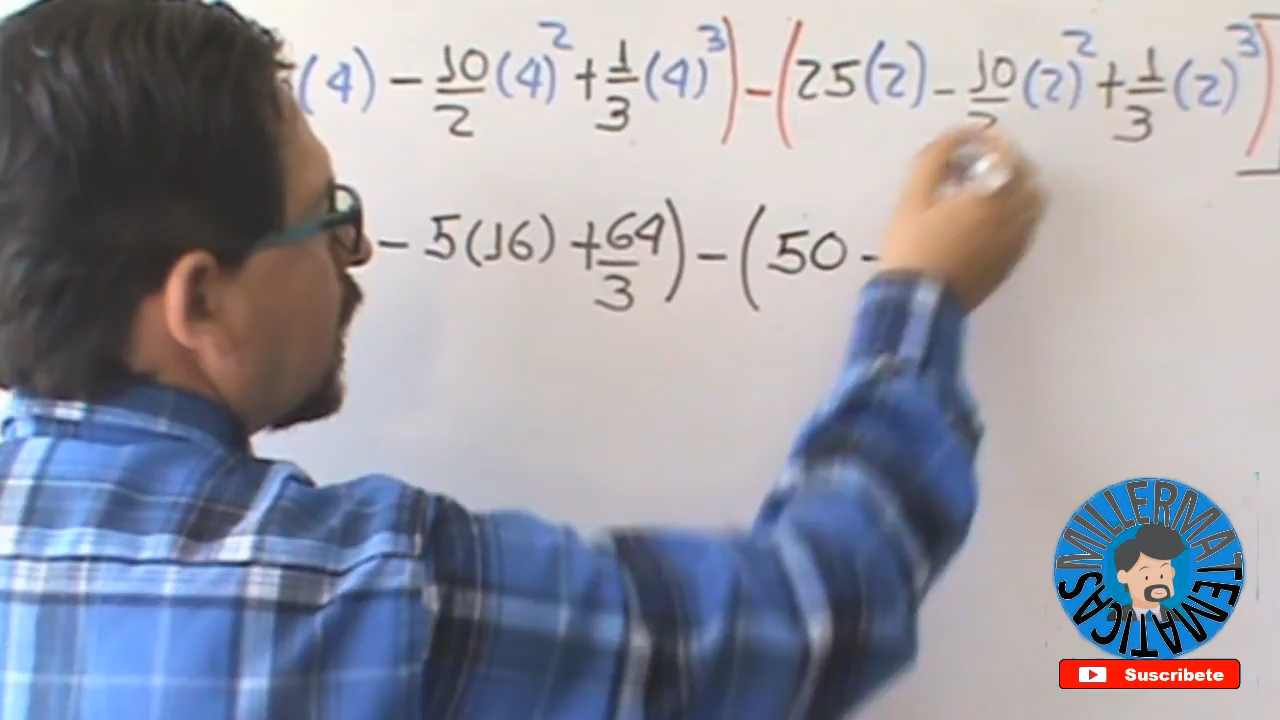 (4) - 10/2 (4)² + 1/3 (4)³) - (25(2) - 10/2 (2)² + 1/3 (2)³)]
- 5(16) + 64/3) - (50 -
MILLERMATEMATICAS
Suscribete